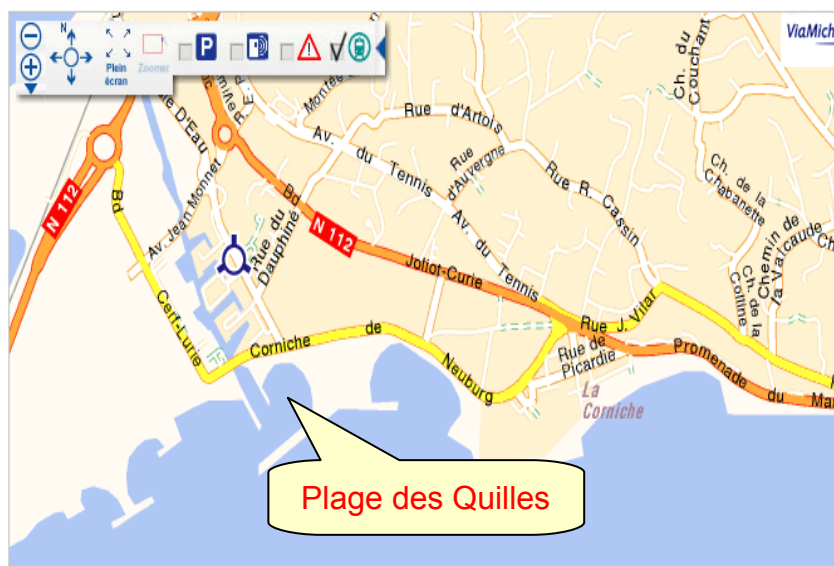 N
Plein
écran
Zoomer
P
ViaMich
Ch. du
Couchant
Montée
Rue d'Artois
Av. du Tennis
Rue
d'Auvergne
Rue R. Cassin
Ch. de la
Chabanette
Chemin de
la Valcaude
Ch. de la
Colline
N 112
Bd
Av. Jean Monnet
Rue du
Dauphiné
Bd
N 112
Joliot-Curie
Av. du Tennis
Rue J. Vilar
Cerf-Lurie
Corniche de Neuburg
Rue de
Picardie
Promenade du Mar
La
Corniche
Plage des Quilles